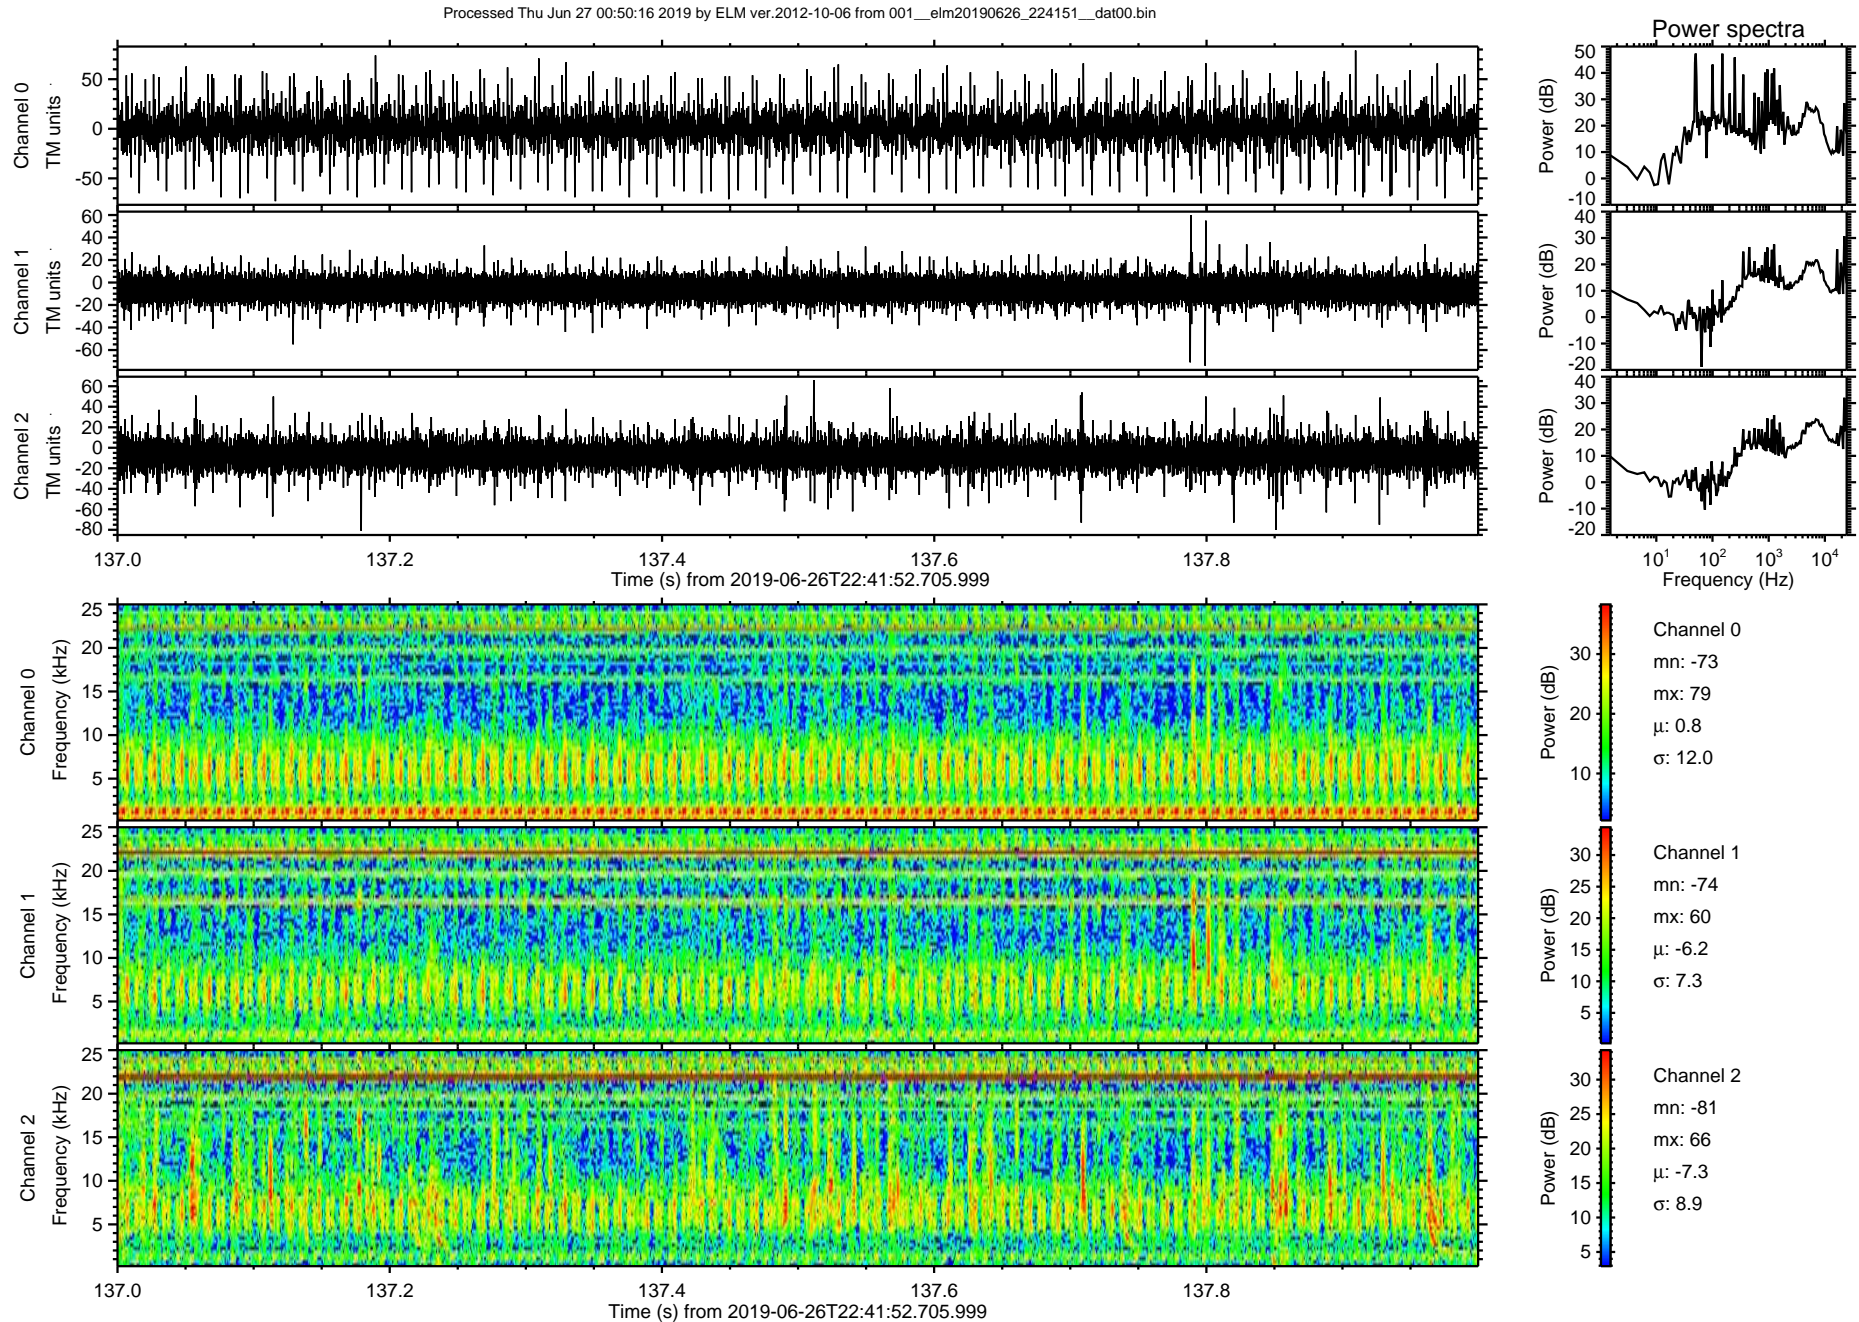 Processed Thu Jun 27 00:50:16 2019 by ELM ver.2012-10-06 from 001__elm20190626_224151__dat00.bin
Power spectra
Channel 0
TM units
50
0
-50
Power (dB)
50
40
30
20
10
0
-10
Channel 1
TM units
60
40
20
0
-20
-40
-60
Power (dB)
40
30
20
10
0
-10
-20
Channel 2
TM units
60
40
20
0
-20
-40
-60
-80
Power (dB)
40
30
20
10
0
-10
-20
137.0 137.2 137.4 137.6 137.8
Time (s) from 2019-06-26T22:41:52.705.999
10^1 10^2 10^3 10^4
Frequency (Hz)
Channel 0
Frequency (kHz)
25
20
15
10
5
Power (dB)
30
20
10
Channel 0
mn: -73
mx: 79
μ: 0.8
σ: 12.0
Channel 1
Frequency (kHz)
25
20
15
10
5
Power (dB)
30
25
20
15
10
5
Channel 1
mn: -74
mx: 60
μ: -6.2
σ: 7.3
Channel 2
Frequency (kHz)
25
20
15
10
5
Power (dB)
30
25
20
15
10
5
Channel 2
mn: -81
mx: 66
μ: -7.3
σ: 8.9
137.0 137.2 137.4 137.6 137.8
Time (s) from 2019-06-26T22:41:52.705.999